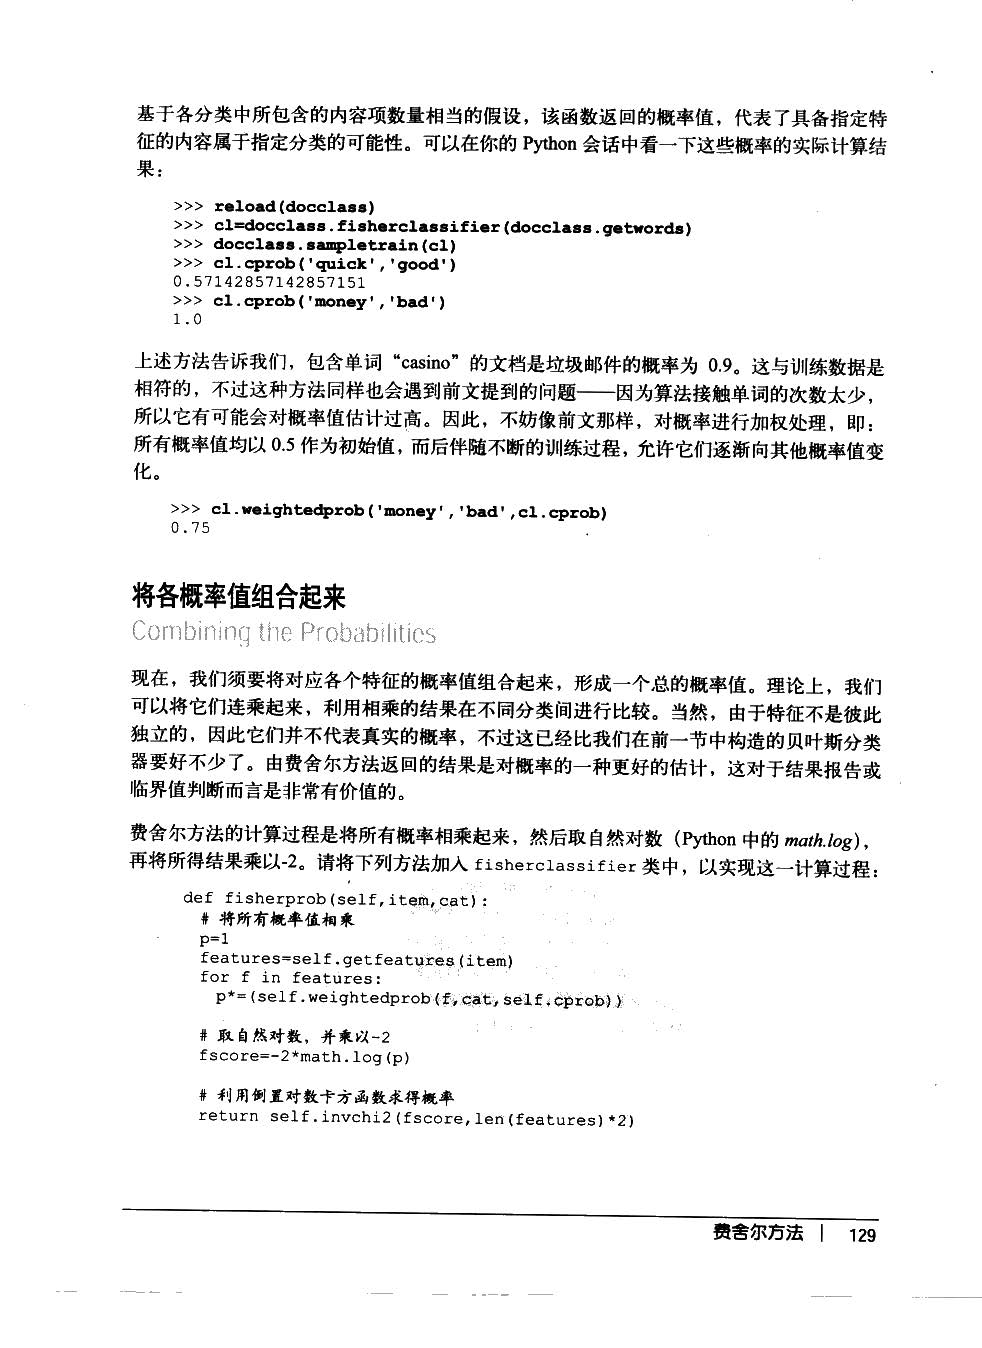 基于各分类中所包含的内容项数量相当的假设，该函数返回的概率值，代表了具备指定特
征的内容属于指定分类的可能性。可以在你的 Python 会话中看一下这些概率的实际计算结
果：
>>> reload(docclass)
>>> cl=docclass.fisherclassifier(docclass.getwords)
>>> docclass.sampletrain(cl)
>>> cl.cprob('quick','good')
0.57142857142857151
>>> cl.cprob('money','bad')
1.0
上述方法告诉我们，包含单词“casino”的文档是垃圾邮件的概率为 0.9。这与训练数据是
相符的，不过这种方法同样也会遇到前文提到的问题——因为算法接触单词的次数太少，
所以它有可能会对概率值估计过高。因此，不妨像前文那样，对概率进行加权处理，即：
所有概率值均以 0.5 作为初始值，而后伴随不断的训练过程，允许它们逐渐向其他概率值变
化。
>>> cl.weightedprob('money','bad',cl.cprob)
0.75
将各概率值组合起来
Combining the Probabilities
现在，我们须要将对应各个特征的概率值组合起来，形成一个总的概率值。理论上，我们
可以将它们连乘起来，利用相乘的结果在不同分类间进行比较。当然，由于特征不是彼此
独立的，因此它们并不代表真实的概率，不过这已经比我们在前一节中构造的贝叶斯分类
器要好不少了。由费舍尔方法返回的结果是对概率的一种更好的估计，这对于结果报告或
临界值判断而言是非常有价值的。
费舍尔方法的计算过程是将所有概率相乘起来，然后取自然对数（Python 中的 math.log），
再将所得结果乘以-2。请将下列方法加入 fisherclassifier 类中，以实现这一计算过程：
def fisherprob(self,item,cat):
# 将所有概率值相乘
p=1
features=self.getfeatures(item)
for f in features:
p*=(self.weightedprob(f,cat,self.cprob))
# 取自然对数，并乘以-2
fscore=-2*math.log(p)
# 利用倒置对数卡方函数求得概率
return self.invchi2(fscore,len(features)*2)
费舍尔方法 | 129